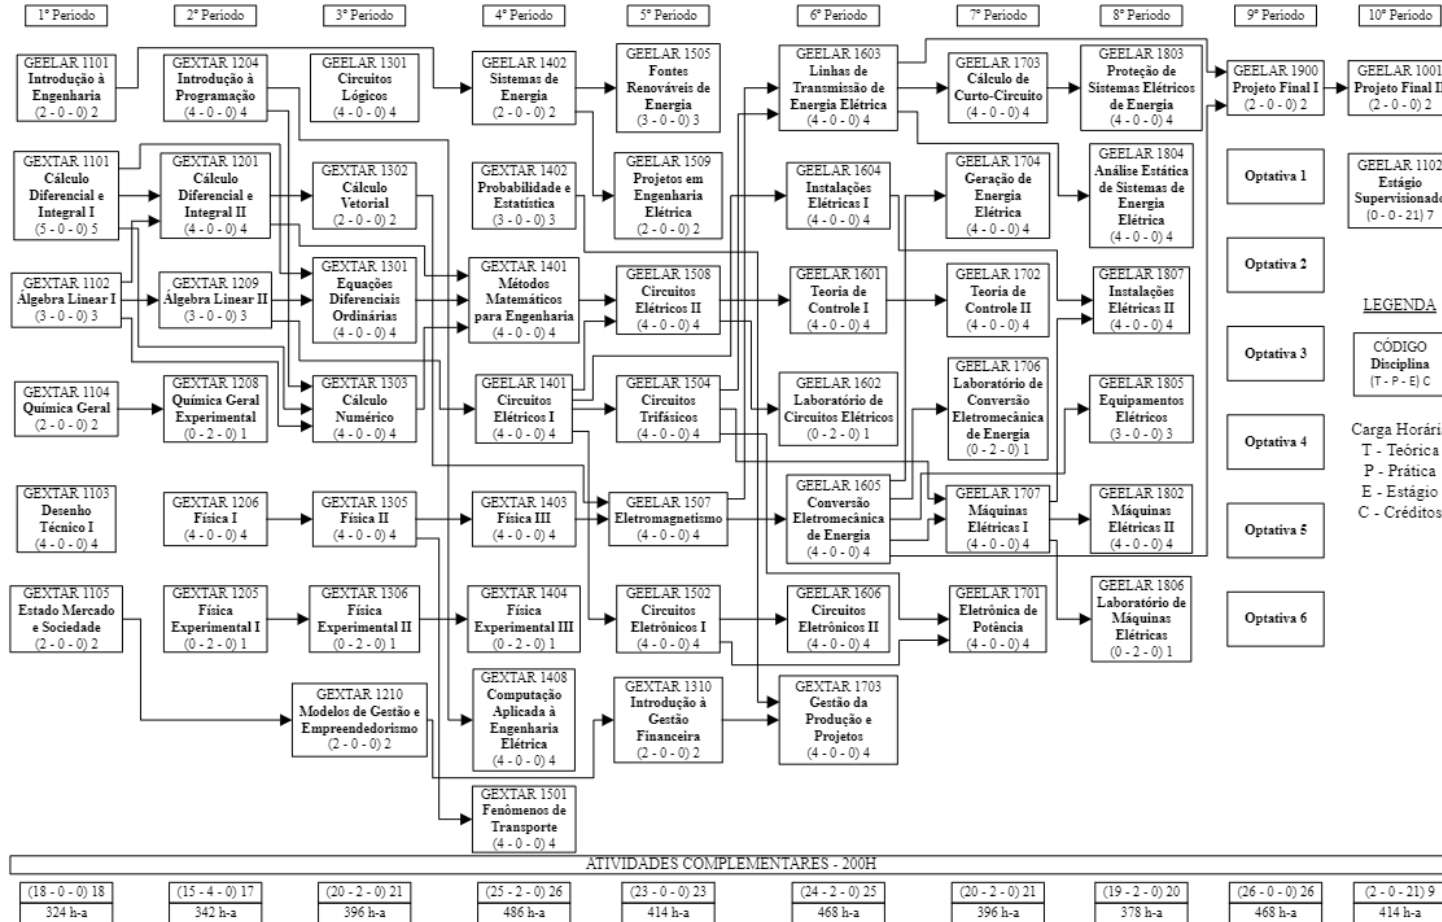 1° Período
2° Período
3° Período
4° Período
5° Período
6° Período
7° Período
8° Período
9° Período
10° Período
GEELAR 1101
Introdução à
Engenharia
(2 - 0 - 0) 2
GEXTAR 1204
Introdução à
Programação
(4 - 0 - 0) 4
GEELAR 1301
Circuitos
Lógicos
(4 - 0 - 0) 4
GEELAR 1402
Sistemas de
Energia
(2 - 0 - 0) 2
GEELAR 1505
Fontes
Renováveis de
Energia
(3 - 0 - 0) 3
GEELAR 1603
Linhas de
Transmissão de
Energia Elétrica
(4 - 0 - 0) 4
GEELAR 1703
Cálculo de
Curto-Circuito
(4 - 0 - 0) 4
GEELAR 1803
Proteção de
Sistemas Elétricos
de Energia
(4 - 0 - 0) 4
GEELAR 1900
Projeto Final I
(2 - 0 - 0) 2
GEELAR 1001
Projeto Final II
(2 - 0 - 0) 2
GEXTAR 1101
Cálculo
Diferencial e
Integral I
(5 - 0 - 0) 5
GEXTAR 1201
Cálculo
Diferencial e
Integral II
(4 - 0 - 0) 4
GEXTAR 1302
Cálculo
Vetorial
(2 - 0 - 0) 2
GEXTAR 1402
Probabilidade e
Estatística
(3 - 0 - 0) 3
GEELAR 1509
Projetos em
Engenharia
Elétrica
(2 - 0 - 0) 2
GEELAR 1604
Instalações
Elétricas I
(4 - 0 - 0) 4
GEELAR 1704
Geração de
Energia
Elétrica
(4 - 0 - 0) 4
GEELAR 1804
Análise Estática
de Sistemas de
Energia
Elétrica
(4 - 0 - 0) 4
Optativa 1
GEELAR 1102
Estágio
Supervisionado
(0 - 0 - 21) 7
GEXTAR 1102
Álgebra Linear I
(3 - 0 - 0) 3
GEXTAR 1209
Álgebra Linear II
(3 - 0 - 0) 3
GEXTAR 1301
Equações
Diferenciais
Ordinárias
(4 - 0 - 0) 4
GEXTAR 1401
Métodos
Matemáticos
para Engenharia
(4 - 0 - 0) 4
GEELAR 1508
Circuitos
Elétricos II
(4 - 0 - 0) 4
GEELAR 1601
Teoria de
Controle I
(4 - 0 - 0) 4
GEELAR 1702
Teoria de
Controle II
(4 - 0 - 0) 4
GEELAR 1807
Instalações
Elétricas II
(4 - 0 - 0) 4
Optativa 2
LEGENDA
GEXTAR 1104
Química Geral
(2 - 0 - 0) 2
GEXTAR 1208
Química Geral
Experimental
(0 - 2 - 0) 1
GEXTAR 1303
Cálculo
Numérico
(4 - 0 - 0) 4
GEELAR 1401
Circuitos
Elétricos I
(4 - 0 - 0) 4
GEELAR 1504
Circuitos
Trifásicos
(4 - 0 - 0) 4
GEELAR 1602
Laboratório de
Circuitos Elétricos
(0 - 2 - 0) 1
GEELAR 1706
Laboratório de
Conversão
Eletromecânica
de Energia
(0 - 2 - 0) 1
GEELAR 1805
Equipamentos
Elétricos
(3 - 0 - 0) 3
Optativa 3
Optativa 4
CÓDIGO
Disciplina
(T - P - E) C
Carga Horári
T - Teórica
P - Prática
E - Estágio
C - Créditos
GEXTAR 1103
Desenho
Técnico I
(4 - 0 - 0) 4
GEXTAR 1206
Física I
(4 - 0 - 0) 4
GEXTAR 1305
Física II
(4 - 0 - 0) 4
GEXTAR 1403
Física III
(4 - 0 - 0) 4
GEELAR 1507
Eletromagnetismo
(4 - 0 - 0) 4
GEELAR 1605
Conversão
Eletromecânica
de Energia
(4 - 0 - 0) 4
GEELAR 1707
Máquinas
Elétricas I
(4 - 0 - 0) 4
GEELAR 1802
Máquinas
Elétricas II
(4 - 0 - 0) 4
Optativa 5
GEXTAR 1105
Estado Mercado
e Sociedade
(2 - 0 - 0) 2
GEXTAR 1205
Física
Experimental I
(0 - 2 - 0) 1
GEXTAR 1306
Física
Experimental II
(0 - 2 - 0) 1
GEXTAR 1404
Física
Experimental III
(0 - 2 - 0) 1
GEELAR 1502
Circuitos
Eletrônicos I
(4 - 0 - 0) 4
GEELAR 1606
Circuitos
Eletrônicos II
(4 - 0 - 0) 4
GEELAR 1701
Eletrônica de
Potência
(4 - 0 - 0) 4
GEELAR 1806
Laboratório de
Máquinas
Elétricas
(0 - 2 - 0) 1
Optativa 6
GEXTAR 1210
Modelos de Gestão e
Empreendedorismo
(2 - 0 - 0) 2
GEXTAR 1408
Computação
Aplicada à
Engenharia
Elétrica
(4 - 0 - 0) 4
GEXTAR 1310
Introdução à
Gestão
Financeira
(2 - 0 - 0) 2
GEXTAR 1703
Gestão da
Produção e
Projetos
(4 - 0 - 0) 4
GEXTAR 1501
Fenômenos de
Transporte
(4 - 0 - 0) 4
ATIVIDADES COMPLEMENTARES - 200H
(18 - 0 - 0) 18
(15 - 4 - 0) 17
(20 - 2 - 0) 21
(25 - 2 - 0) 26
(23 - 0 - 0) 23
(24 - 2 - 0) 25
(20 - 2 - 0) 21
(19 - 2 - 0) 20
(26 - 0 - 0) 26
(2 - 0 - 21) 9
324 h-a
342 h-a
396 h-a
486 h-a
414 h-a
468 h-a
396 h-a
378 h-a
468 h-a
414 h-a